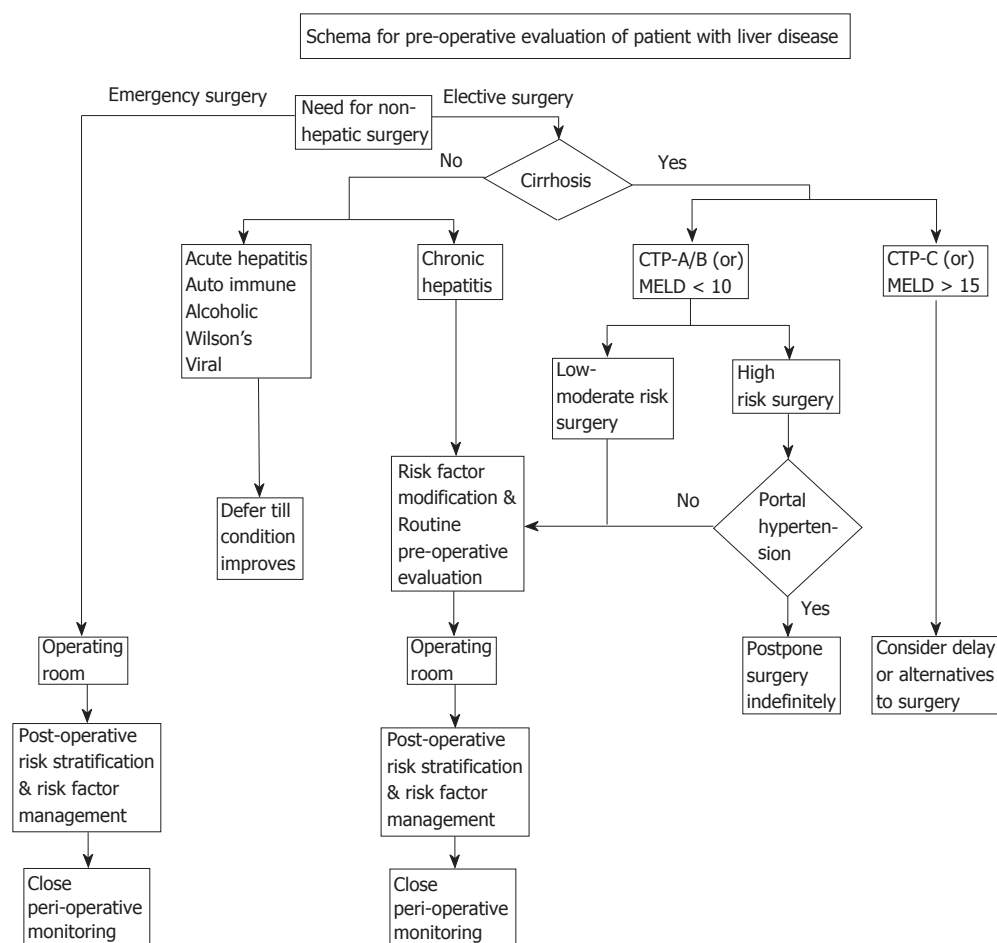 Schema for pre-operative evaluation of patient with liver disease
Emergency surgery
Need for non-
hepatic surgery
Elective surgery
No
Cirrhosis
Yes
Acute hepatitis
Auto immune
Alcoholic
Wilson's
Viral
Chronic
hepatitis
CTP-A/B (or)
MELD < 10
CTP-C (or)
MELD > 15
Low-
moderate risk
surgery
High
risk surgery
Defer till
condition
improves
Risk factor
modification &
Routine
pre-operative
evaluation
No
Portal
hyperten-
sion
Yes
Operating
room
Operating
room
Postpone
surgery
indefinitely
Consider delay
or alternatives
to surgery
Post-operative
risk stratification
& risk factor
management
Post-operative
risk stratification
& risk factor
management
Close
peri-operative
monitoring
Close
peri-operative
monitoring